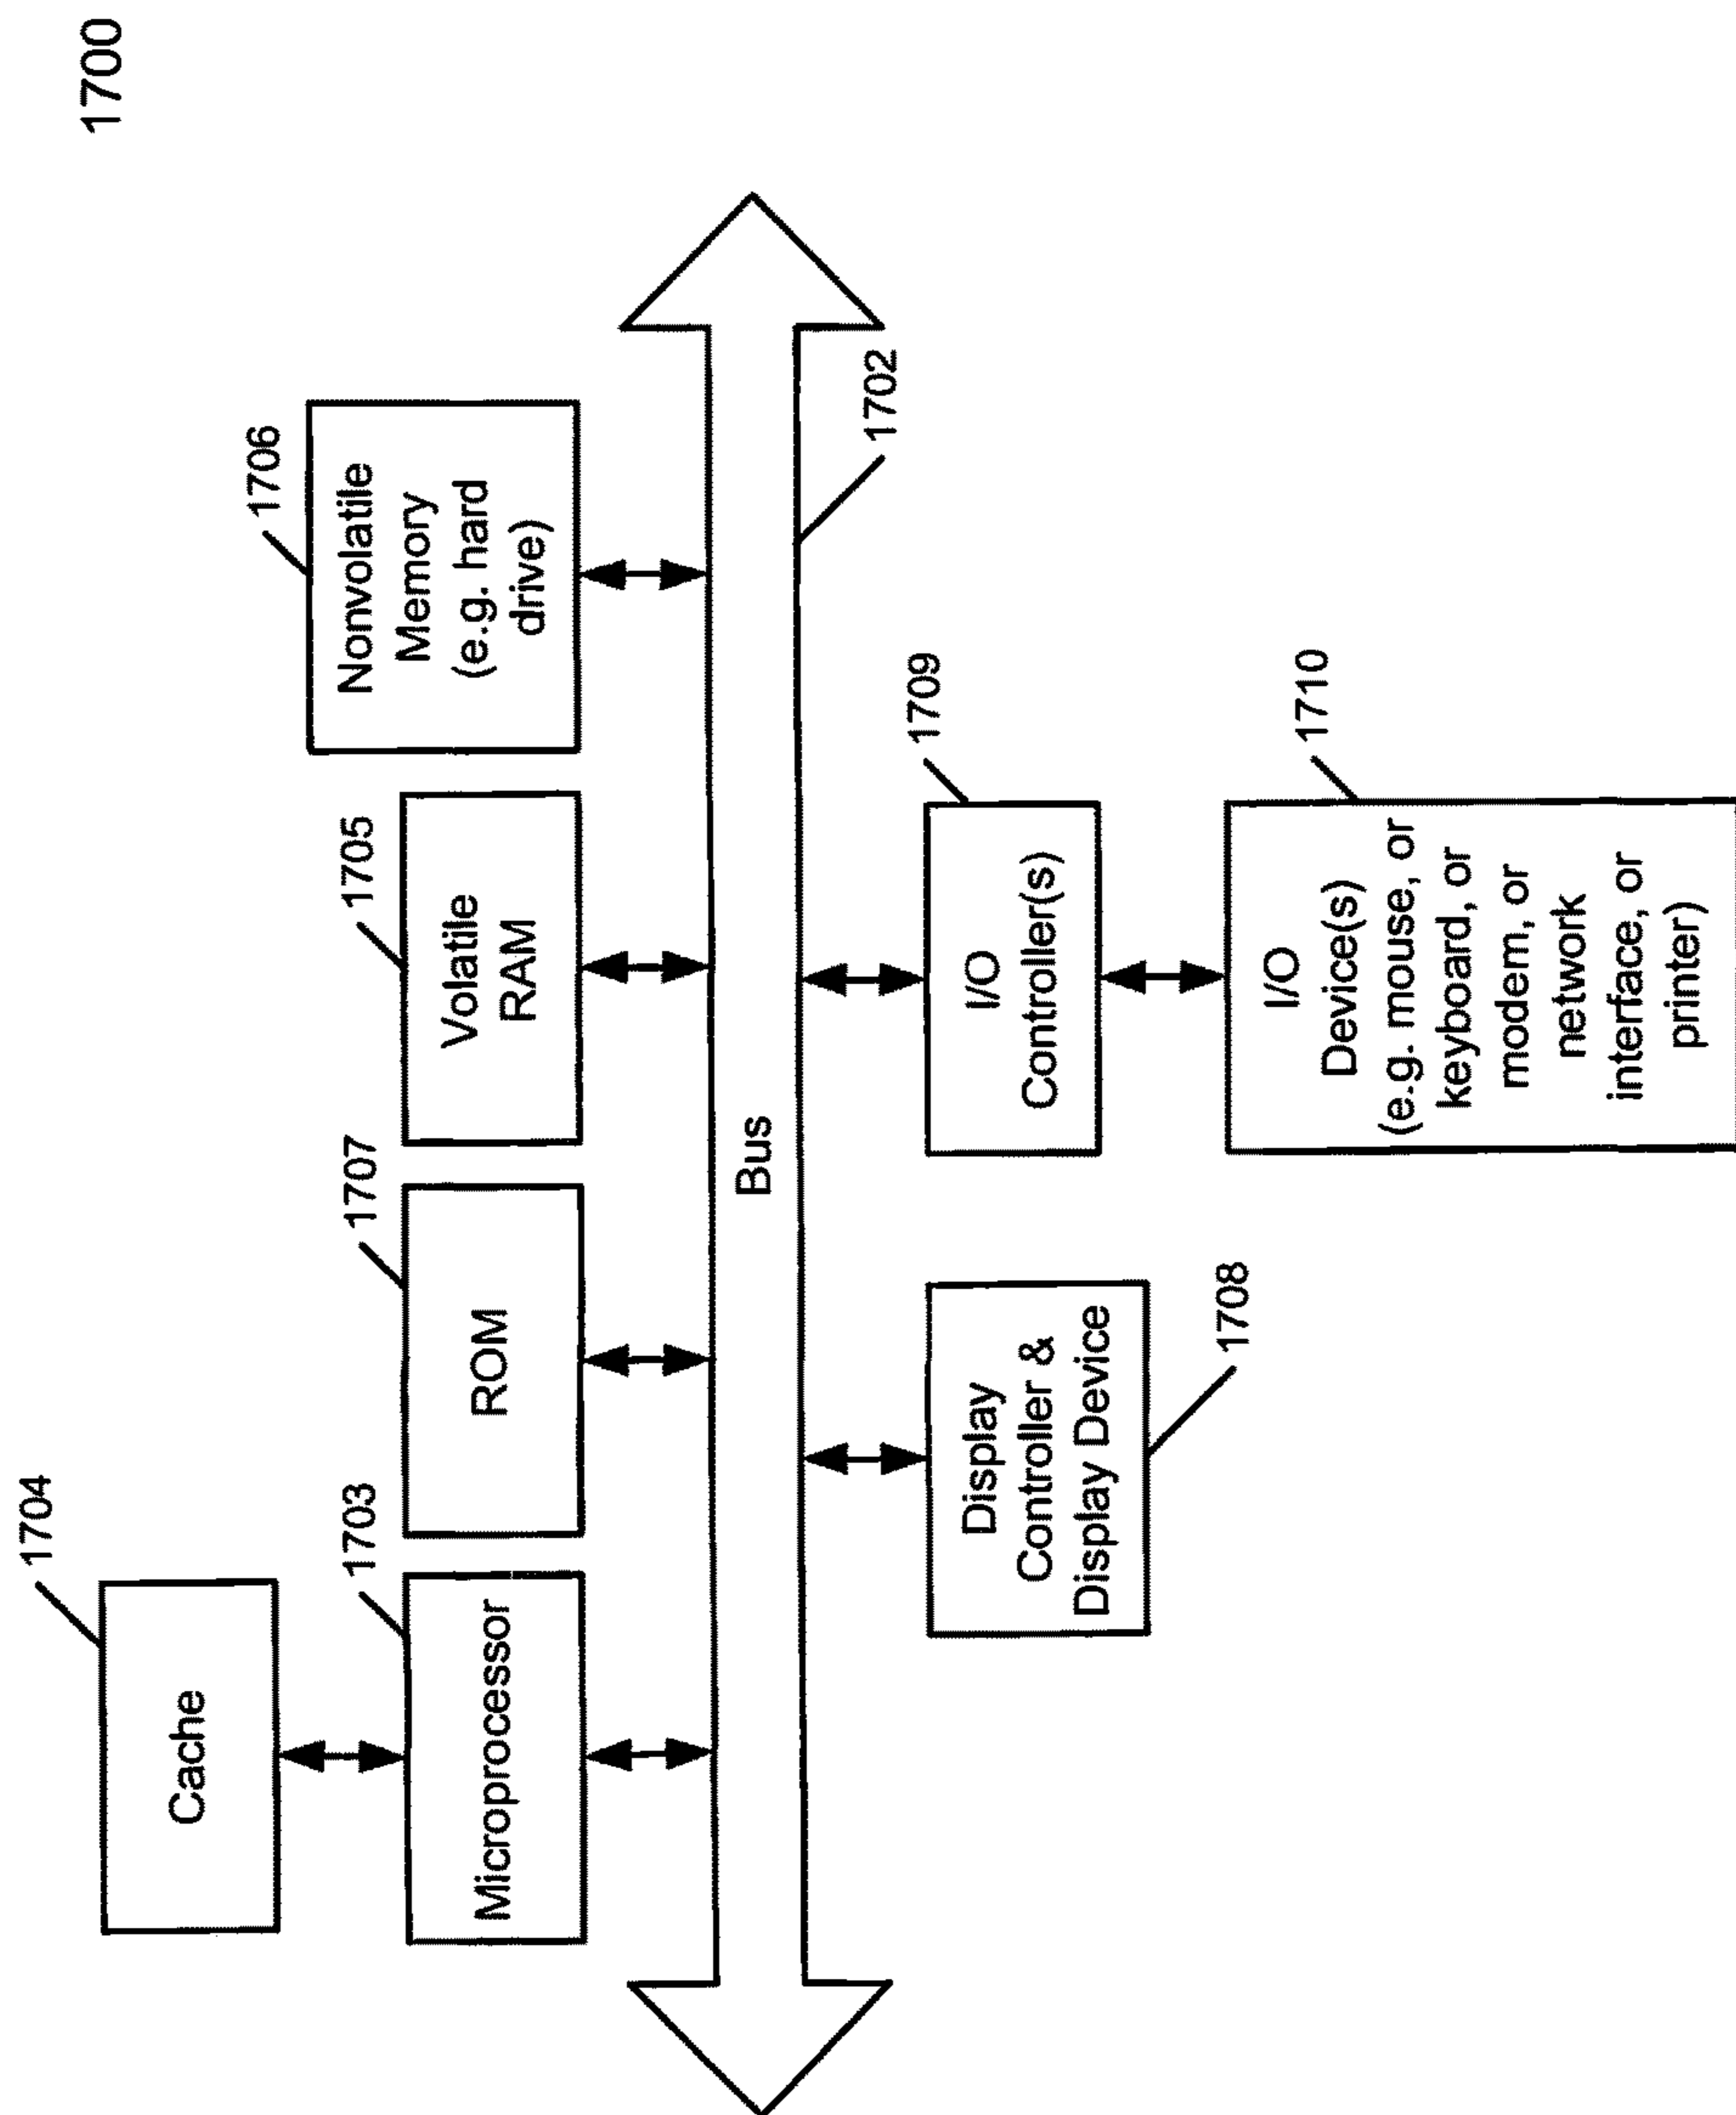 1700
1704
Cache
1703
Microprocessor
1707
ROM
1705
Volatile
RAM
1706
Nonvolatile
Memory
(e.g. hard
drive)
Bus
1702
Display
Controller &
Display Device
1708
1709
I/O
Controller(s)
1710
I/O
Device(s)
(e.g. mouse, or
keyboard, or
modem, or
network
interface, or
printer)